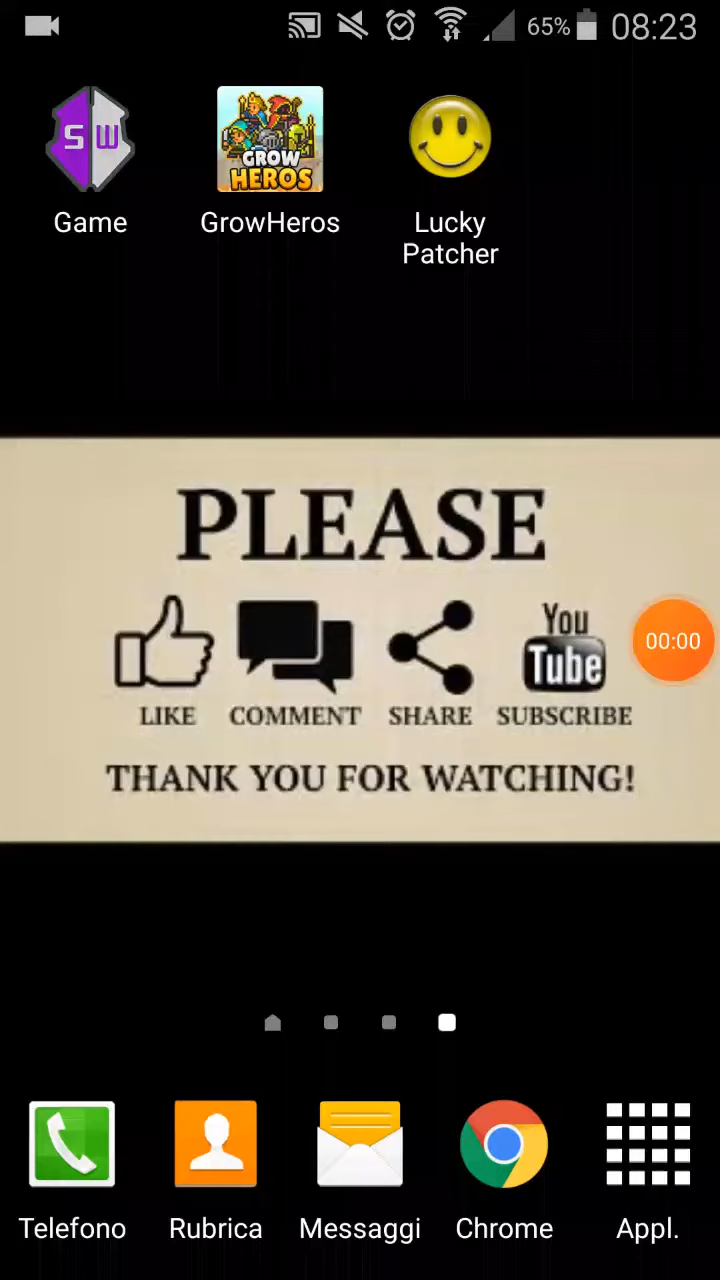 65% 08:23
S W
GROW
HEROS
Game GrowHeros Lucky
Patcher
PLEASE
You
Tube
00:00
LIKE COMMENT SHARE SUBSCRIBE
THANK YOU FOR WATCHING!
Telefono Rubrica Messaggi Chrome Appl.